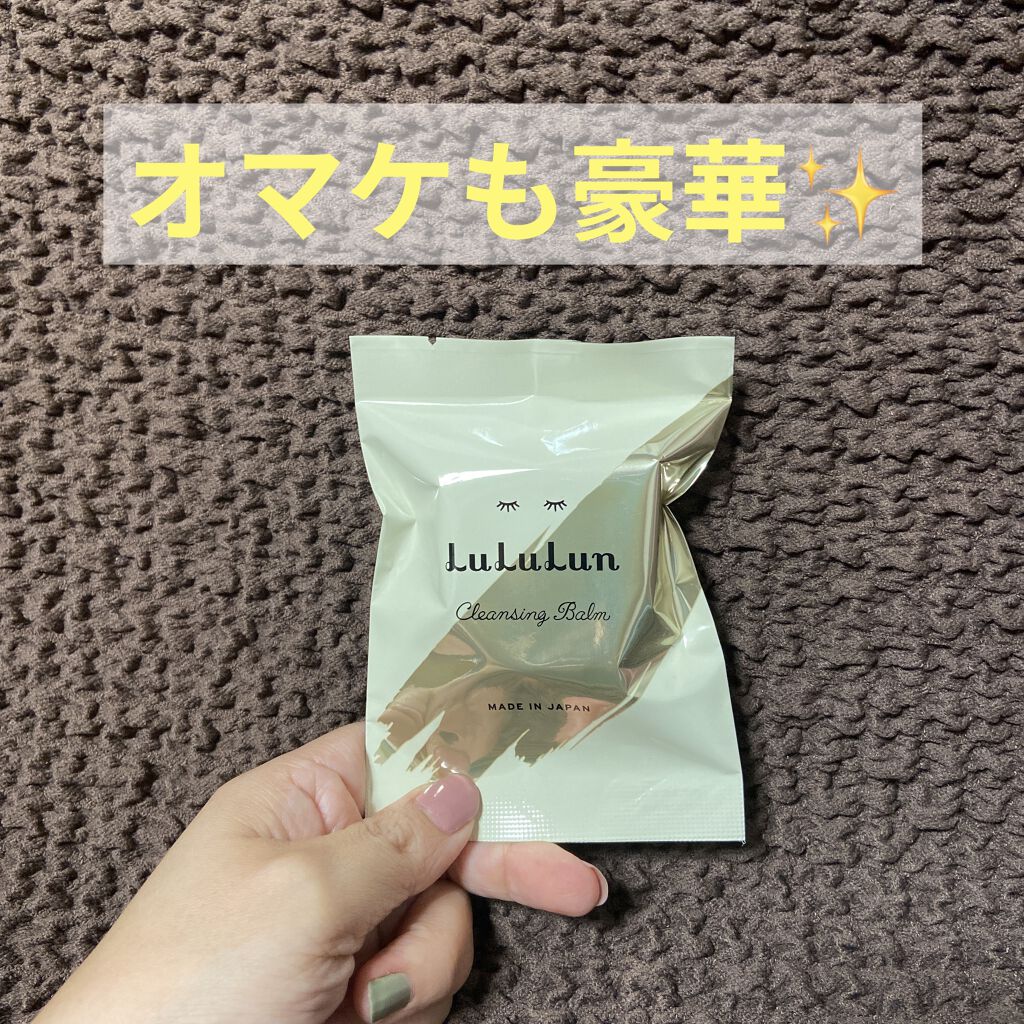 オマケも豪華✨
LuLuLun
Cleansing Balm
MADE IN JAPAN